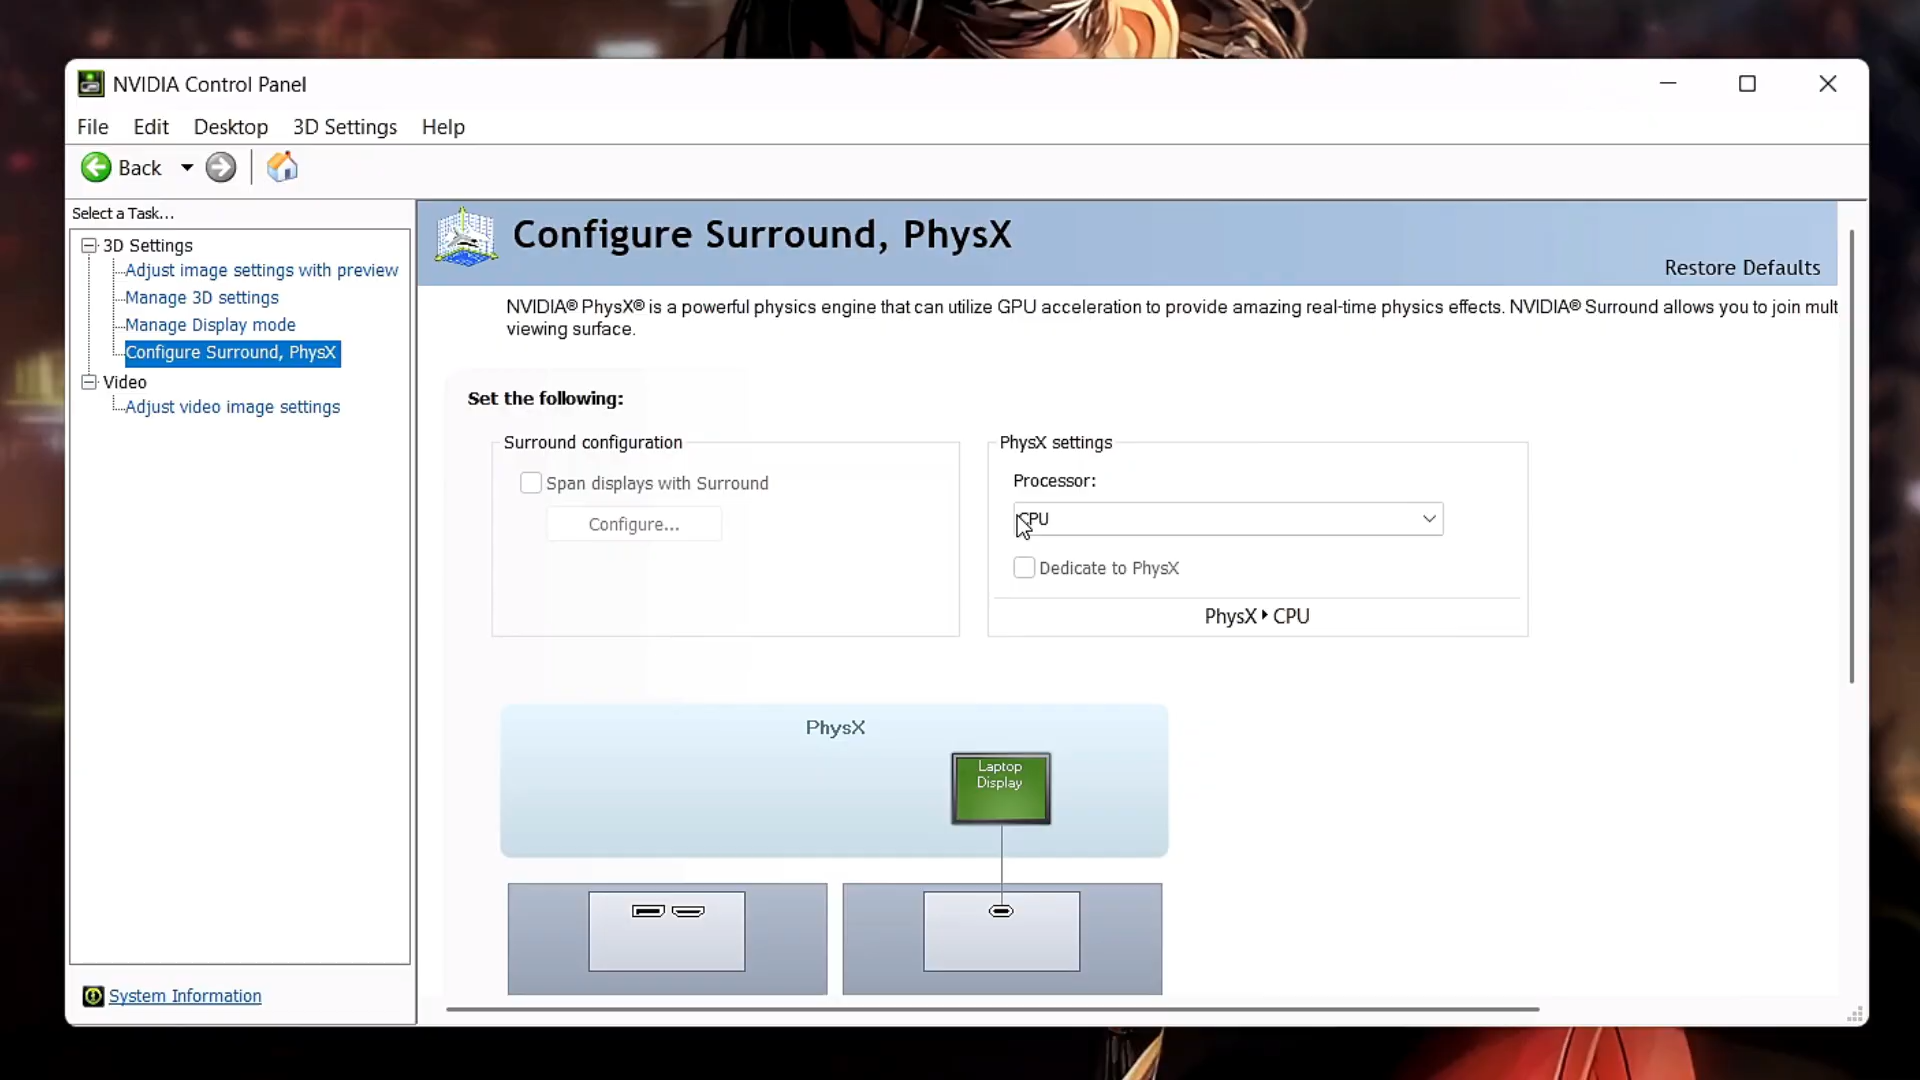 NVIDIA Control Panel
File Edit Desktop 3D Settings Help
Back
Select a Task...
3D Settings
Adjust image settings with preview
Manage 3D settings
Manage Display mode
Configure Surround, PhysX
Video
Adjust video image settings
System Information
Configure Surround, PhysX
Restore Defaults
NVIDIA® PhysX® is a powerful physics engine that can utilize GPU acceleration to provide amazing real-time physics effects. NVIDIA® Surround allows you to join mult
viewing surface.
Set the following:
Surround configuration
Span displays with Surround
Configure...
PhysX settings
Processor:
CPU
Dedicate to PhysX
PhysX CPU
PhysX
Laptop
Display